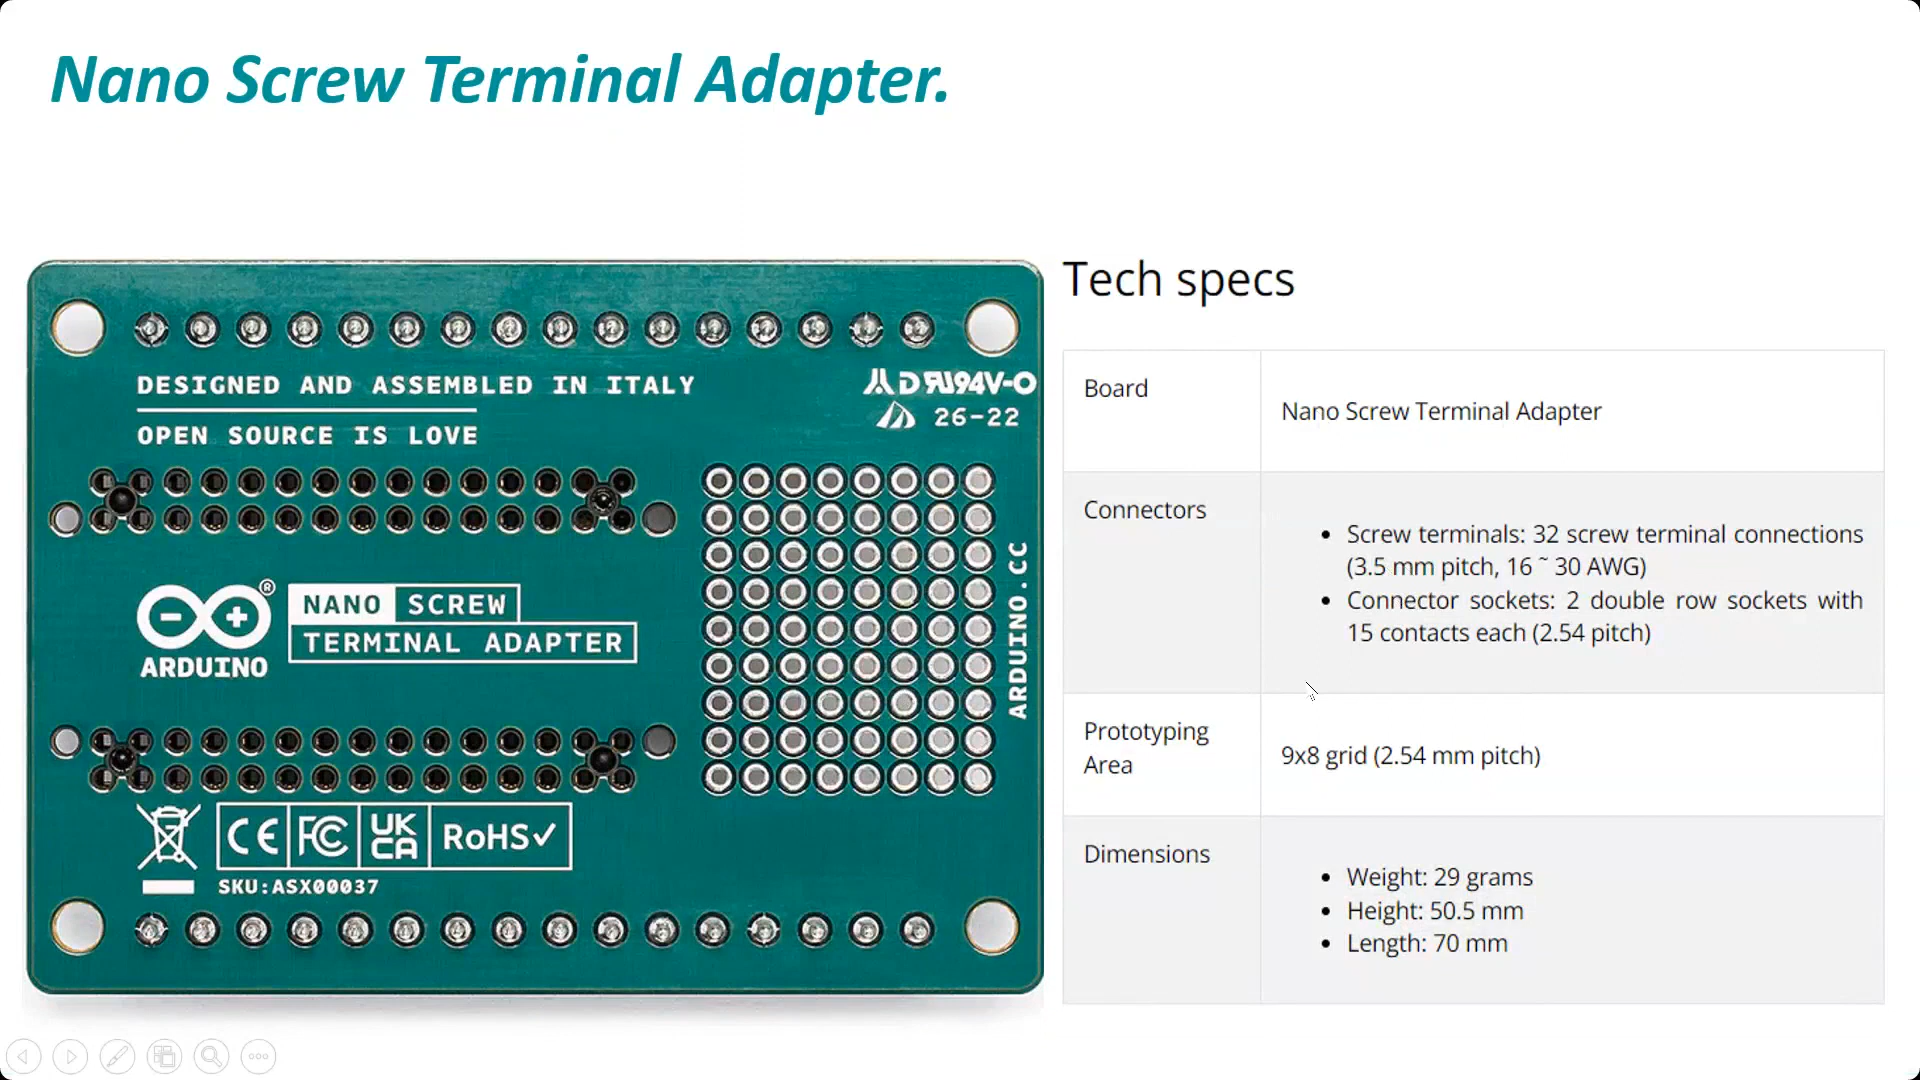 Nano Screw Terminal Adapter.
DESIGNED AND ASSEMBLED IN ITALY
OPEN SOURCE IS LOVE
94V-0
26-22
ARDUINO.CC
®
NANO SCREW
TERMINAL ADAPTER
ARDUINO
CE FC UK CA RoHS✓
SKU:ASX00037
Tech specs
Board
Nano Screw Terminal Adapter
Connectors
• Screw terminals: 32 screw terminal connections
(3.5 mm pitch, 16 ~ 30 AWG)
• Connector sockets: 2 double row sockets with
15 contacts each (2.54 pitch)
Prototyping
Area
9x8 grid (2.54 mm pitch)
Dimensions
• Weight: 29 grams
• Height: 50.5 mm
• Length: 70 mm